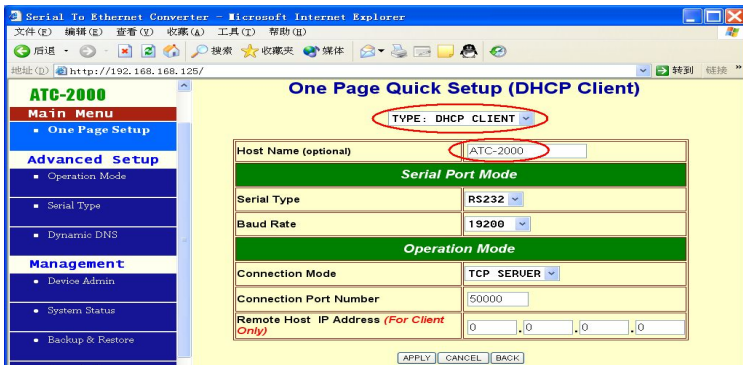 Serial To Ethernet Converter - Microsoft Internet Explorer
文件(F) 编辑(E) 查看(V) 收藏(A) 工具(T) 帮助(H)
后退 搜索 收藏夹 媒体
地址(D) http://192.168.168.125/ 转到 链接 »
ATC-2000
Main Menu
One Page Setup
Advanced Setup
Operation Mode
Serial Type
Dynamic DNS
Management
Device Admin
System Status
Backup & Restore
One Page Quick Setup (DHCP Client)
TYPE: DHCP CLIENT
Host Name (optional) ATC-2000
Serial Port Mode
Serial Type RS232
Baud Rate 19200
Operation Mode
Connection Mode TCP SERVER
Connection Port Number 50000
Remote Host IP Address (For Client
Only) 0 . 0 . 0 . 0
APPLY CANCEL BACK